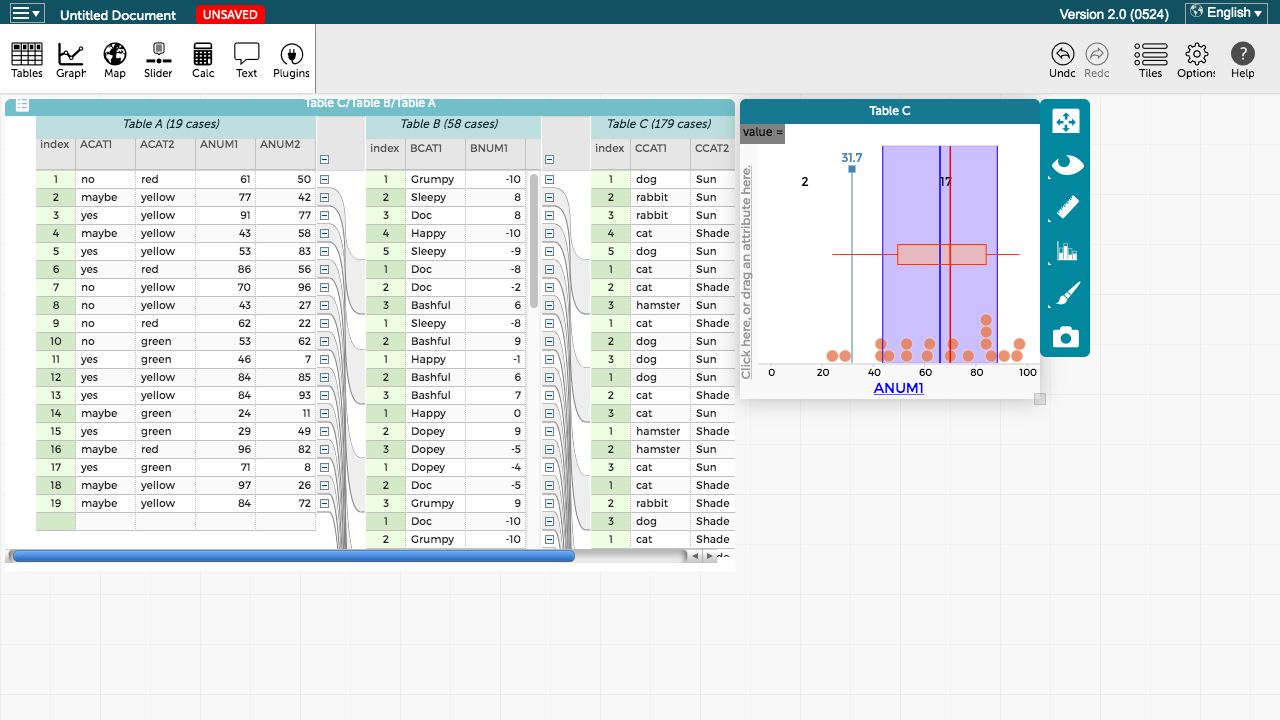 Untitled Document UNSAVED Version 2.0 (0524) English
Tables Graph Map Slider Calc Text Plugins Undo Redo Tiles Options Help
Table C/Table B/Table A
Table A (19 cases) Table B (58 cases) Table C (179 cases)
index ACAT1 ACAT2 ANUM1 ANUM2 index BCAT1 BNUM1 index CCAT1 CCAT2
1 no red 61 50 1 Grumpy -10 1 dog Sun
2 maybe yellow 77 42 2 Sleepy 8 2 rabbit Sun
3 yes yellow 91 77 3 Doc 8 3 rabbit Sun
4 maybe yellow 43 58 4 Happy -10 4 cat Shade
5 yes yellow 53 83 5 Sleepy -9 5 dog Sun
6 yes red 86 56 1 Doc -8 1 cat Sun
7 no yellow 70 96 2 Doc -2 2 cat Shade
8 no yellow 43 27 3 Bashful 6 3 hamster Sun
9 no red 62 22 1 Sleepy -8 1 cat Shade
10 no green 53 62 2 Bashful 9 2 dog Sun
11 yes green 46 7 1 Happy -1 3 dog Sun
12 yes yellow 84 85 2 Bashful 6 1 dog Sun
13 yes yellow 84 93 3 Bashful 7 2 cat Shade
14 maybe green 24 11 1 Happy 0 3 cat Sun
15 yes green 29 49 2 Dopey 9 1 hamster Shade
16 maybe red 96 82 3 Dopey -5 2 hamster Sun
17 yes green 71 8 1 Dopey -4 3 cat Sun
18 maybe yellow 97 26 2 Doc -5 1 cat Shade
19 maybe yellow 84 72 3 Grumpy 9 2 rabbit Shade
1 Doc -10 3 dog Shade
2 Grumpy -10 1 cat Shade
Table C
value =
31.7
2 17
Click here, or drag an attribute here.
0 20 40 60 80 100
ANUM1